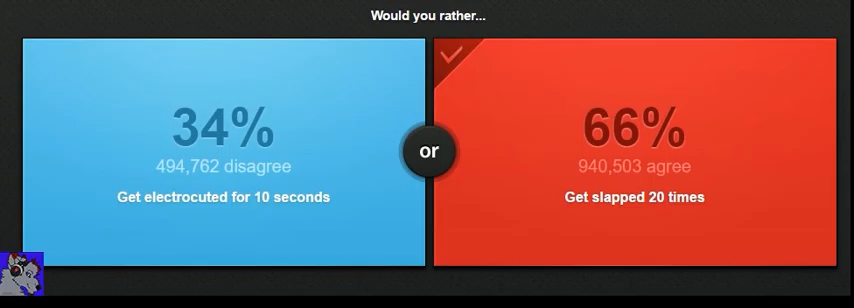 Would you rather...
34%
494,762 disagree
Get electrocuted for 10 seconds
or
66%
940,503 agree
Get slapped 20 times